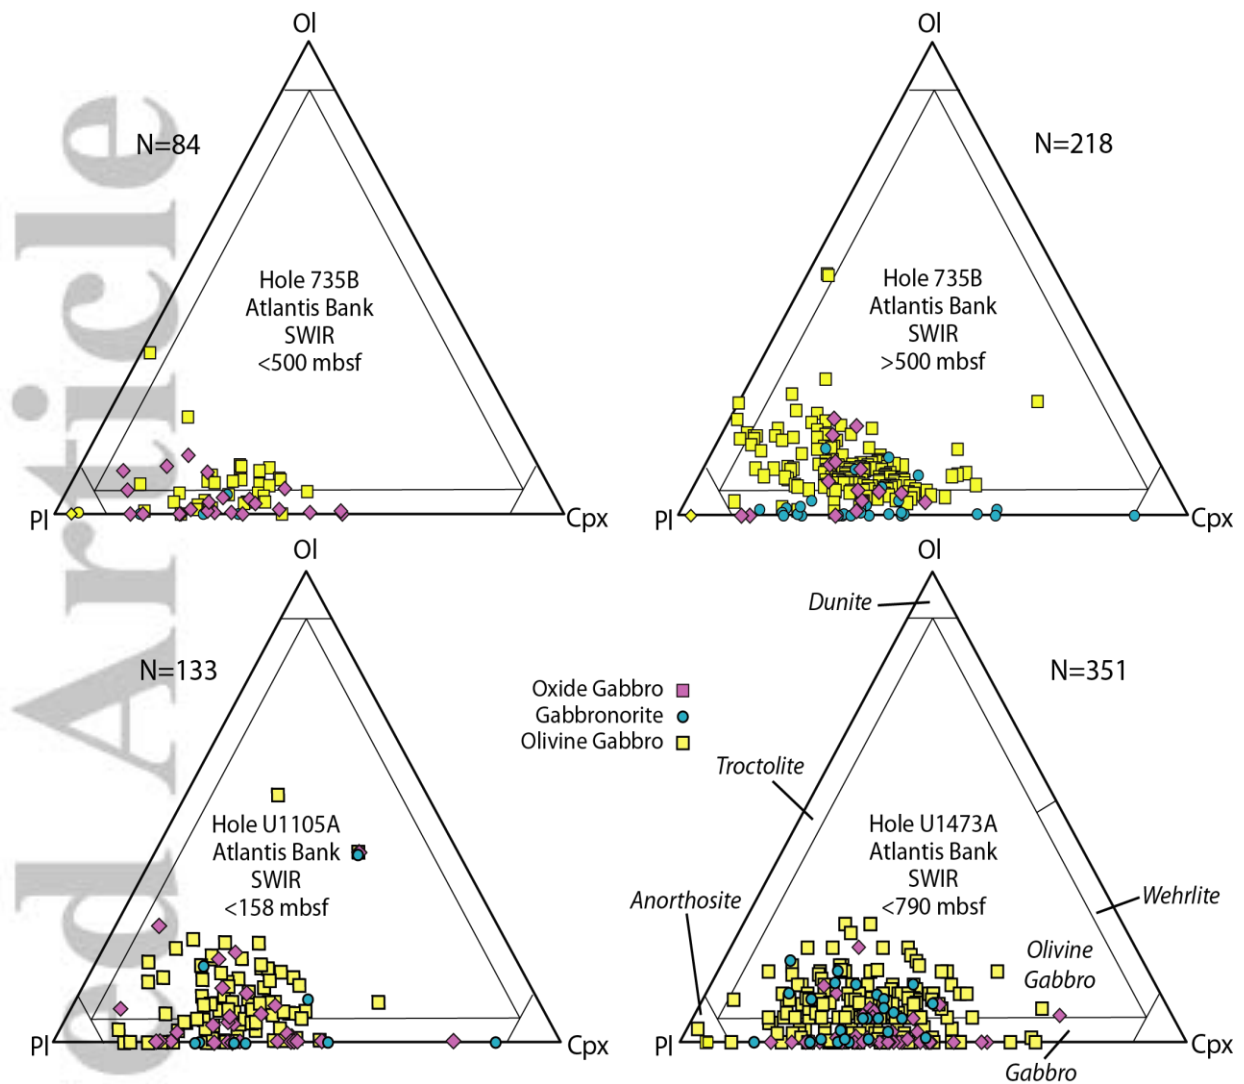 Ol
Ol
N=84
N=218
Hole 735B
Atlantis Bank
SWIR
<500 mbsf
Hole 735B
Atlantis Bank
SWIR
>500 mbsf
Pl
Cpx
Pl
Cpx
Ol
Ol
Dunite
N=133
N=351
Oxide Gabbro
Gabbronorite
Olivine Gabbro
Troctolite
Hole U1105A
Atlantis Bank
SWIR
<158 mbsf
Hole U1473A
Atlantis Bank
SWIR
<790 mbsf
Anorthosite
Wehrlite
Olivine
Gabbro
Pl
Cpx
Pl
Cpx
Gabbro
ed Article